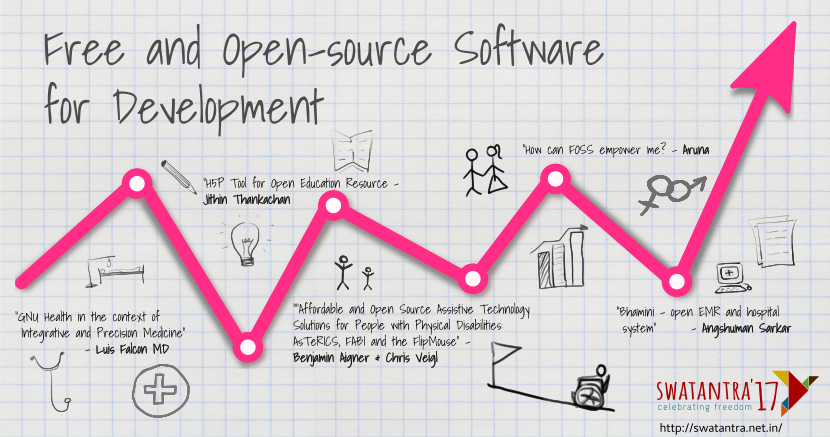 Free and Open-source Software
for Development
"How can FOSS empower me? - Aruna
"H5P Tool for Open Education Resource -
Jithin Thankachan
"GNU Health in the context of
Integrative and Precision Medicine"
- Luis Falcon MD
""Affordable and Open Source Assistive Technology
Solutions for People with Physical Disabilities
AsTeRICS, FABI and the FlipMouse" -
Benjamin Aigner & Chris Veigl
"Bhamini - open EMR and hospital
system"
- Angshuman Sarkar
SWATANTRA'17
celebrating freedom
http://swatantra.net.in/